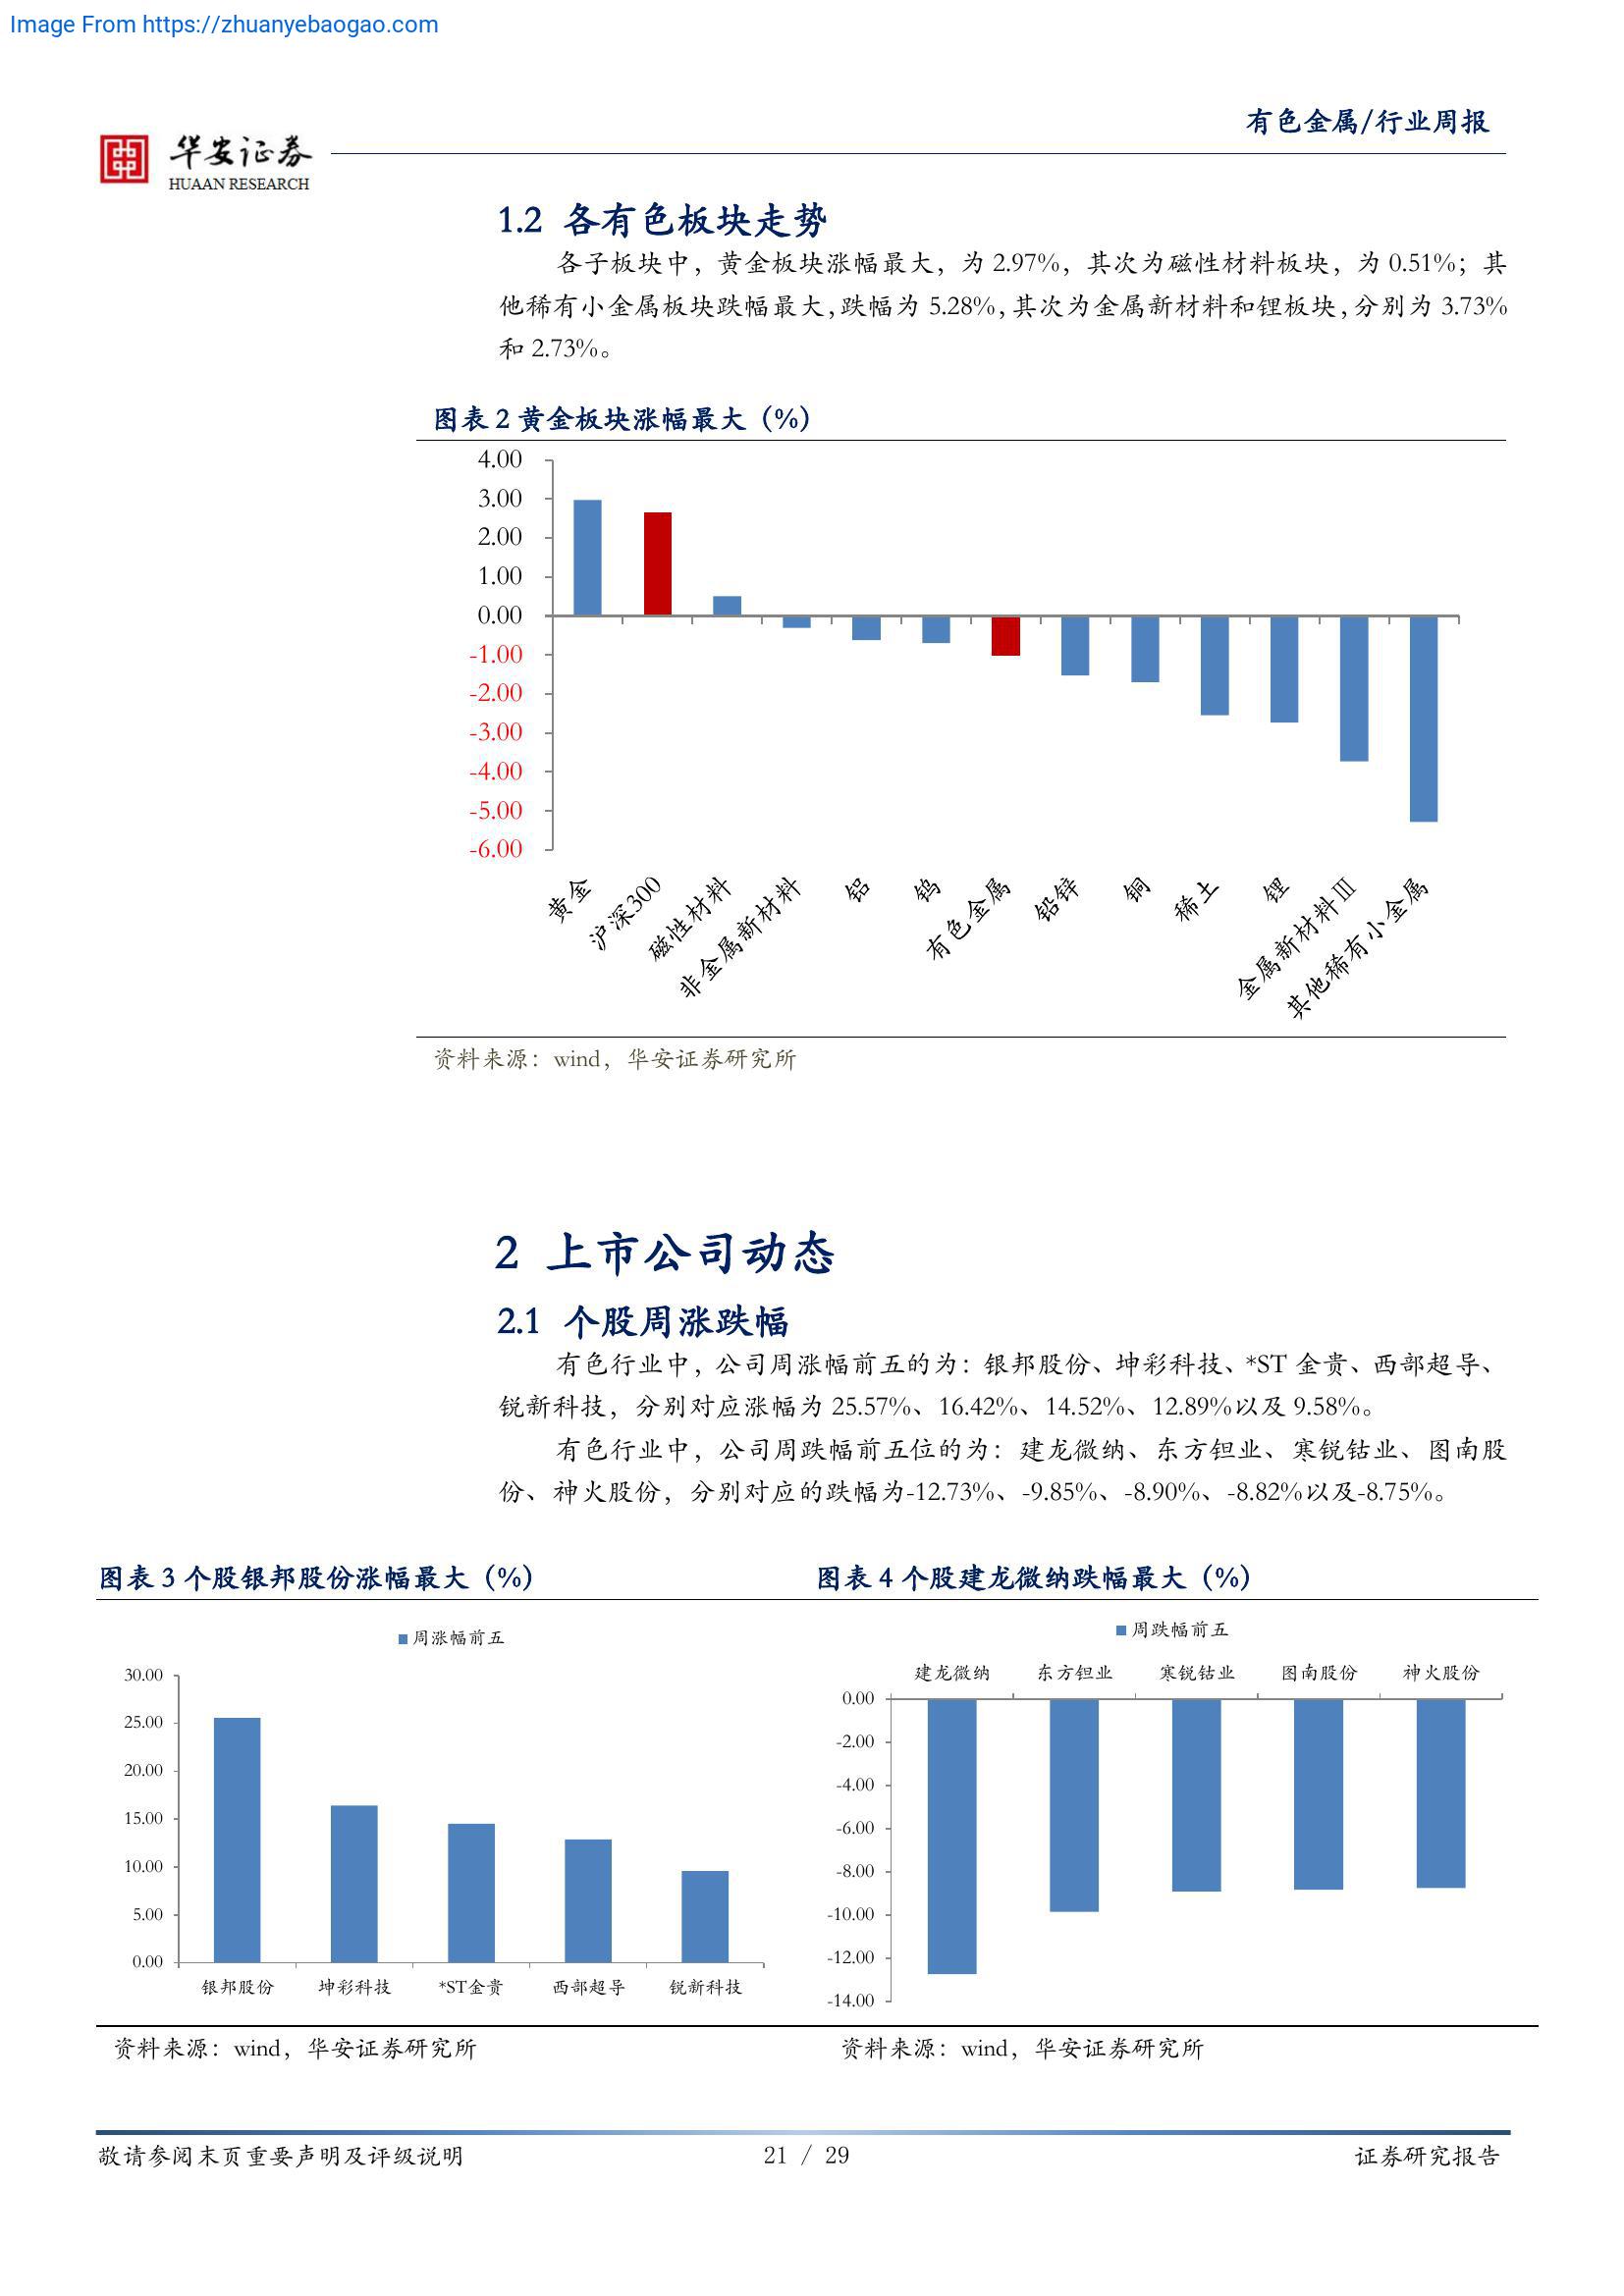 Image From https://zhuanyebaogao.com
有色金属/行业周报
华安证券
HUAAN RESEARCH
1.2 各有色板块走势
各子板块中，黄金板块涨幅最大，为 2.97%，其次为磁性材料板块，为 0.51%；其
他稀有小金属板块跌幅最大，跌幅为 5.28%，其次为金属新材料和锂板块，分别为 3.73%
和 2.73%。
图表 2 黄金板块涨幅最大（%）
4.00
3.00
2.00
1.00
0.00
-1.00
-2.00
-3.00
-4.00
-5.00
-6.00
黄金
沪深300
磁性材料
非金属新材料
铝
钨
有色金属
铅锌
铜
稀土
锂
金属新材料Ⅲ
其他稀有小金属
资料来源：wind，华安证券研究所
2 上市公司动态
2.1 个股周涨跌幅
有色行业中，公司周涨幅前五的为：银邦股份、坤彩科技、*ST 金贵、西部超导、
锐新科技，分别对应涨幅为 25.57%、16.42%、14.52%、12.89%以及 9.58%。
有色行业中，公司周跌幅前五位的为：建龙微纳、东方钽业、寒锐钴业、图南股
份、神火股份，分别对应的跌幅为-12.73%、-9.85%、-8.90%、-8.82%以及-8.75%。
图表 3 个股银邦股份涨幅最大（%）
周涨幅前五
30.00
25.00
20.00
15.00
10.00
5.00
0.00
银邦股份 坤彩科技 *ST金贵 西部超导 锐新科技
资料来源：wind，华安证券研究所
图表 4 个股建龙微纳跌幅最大（%）
周跌幅前五
建龙微纳 东方钽业 寒锐钴业 图南股份 神火股份
0.00
-2.00
-4.00
-6.00
-8.00
-10.00
-12.00
-14.00
资料来源：wind，华安证券研究所
敬请参阅末页重要声明及评级说明 21 / 29 证券研究报告